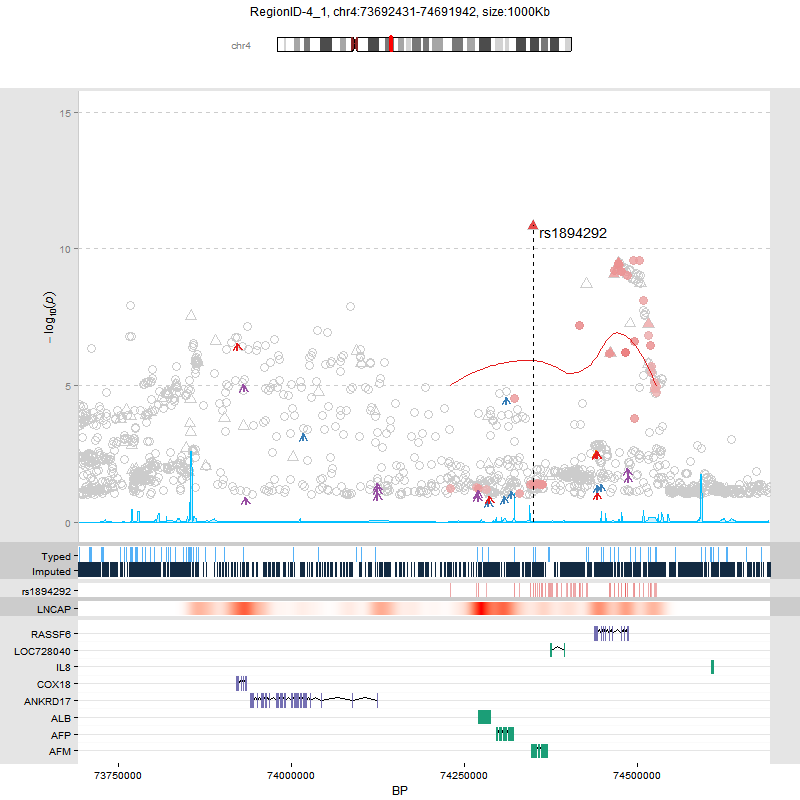 RegionID-4_1, chr4:73692431-74691942, size:1000Kb
chr4
15
10
5
0
−log10(p)
rs1894292
Typed
Imputed
rs1894292
LNCAP
RASSF6
LOC728040
IL8
COX18
ANKRD17
ALB
AFP
AFM
73750000 74000000 74250000 74500000
BP